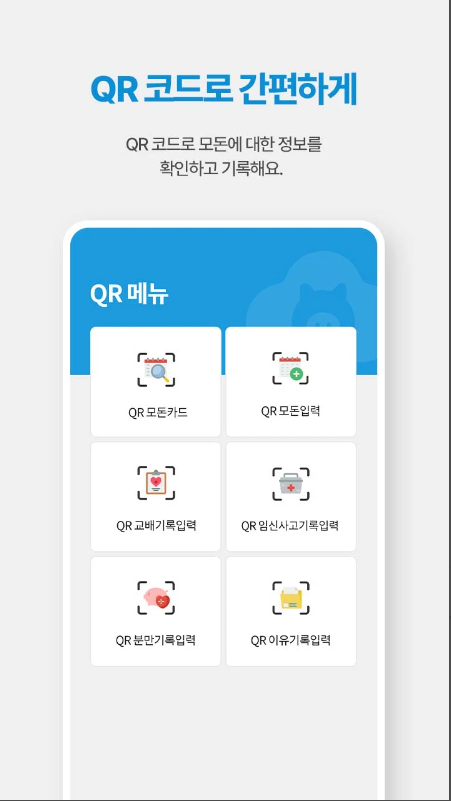 QR 코드로 간편하게
QR 코드로 모돈에 대한 정보를
확인하고 기록해요.
QR 메뉴
QR 모돈카드
QR 모돈입력
QR 교배기록입력
QR 임신사고기록입력
QR 분만기록입력
QR 이유기록입력